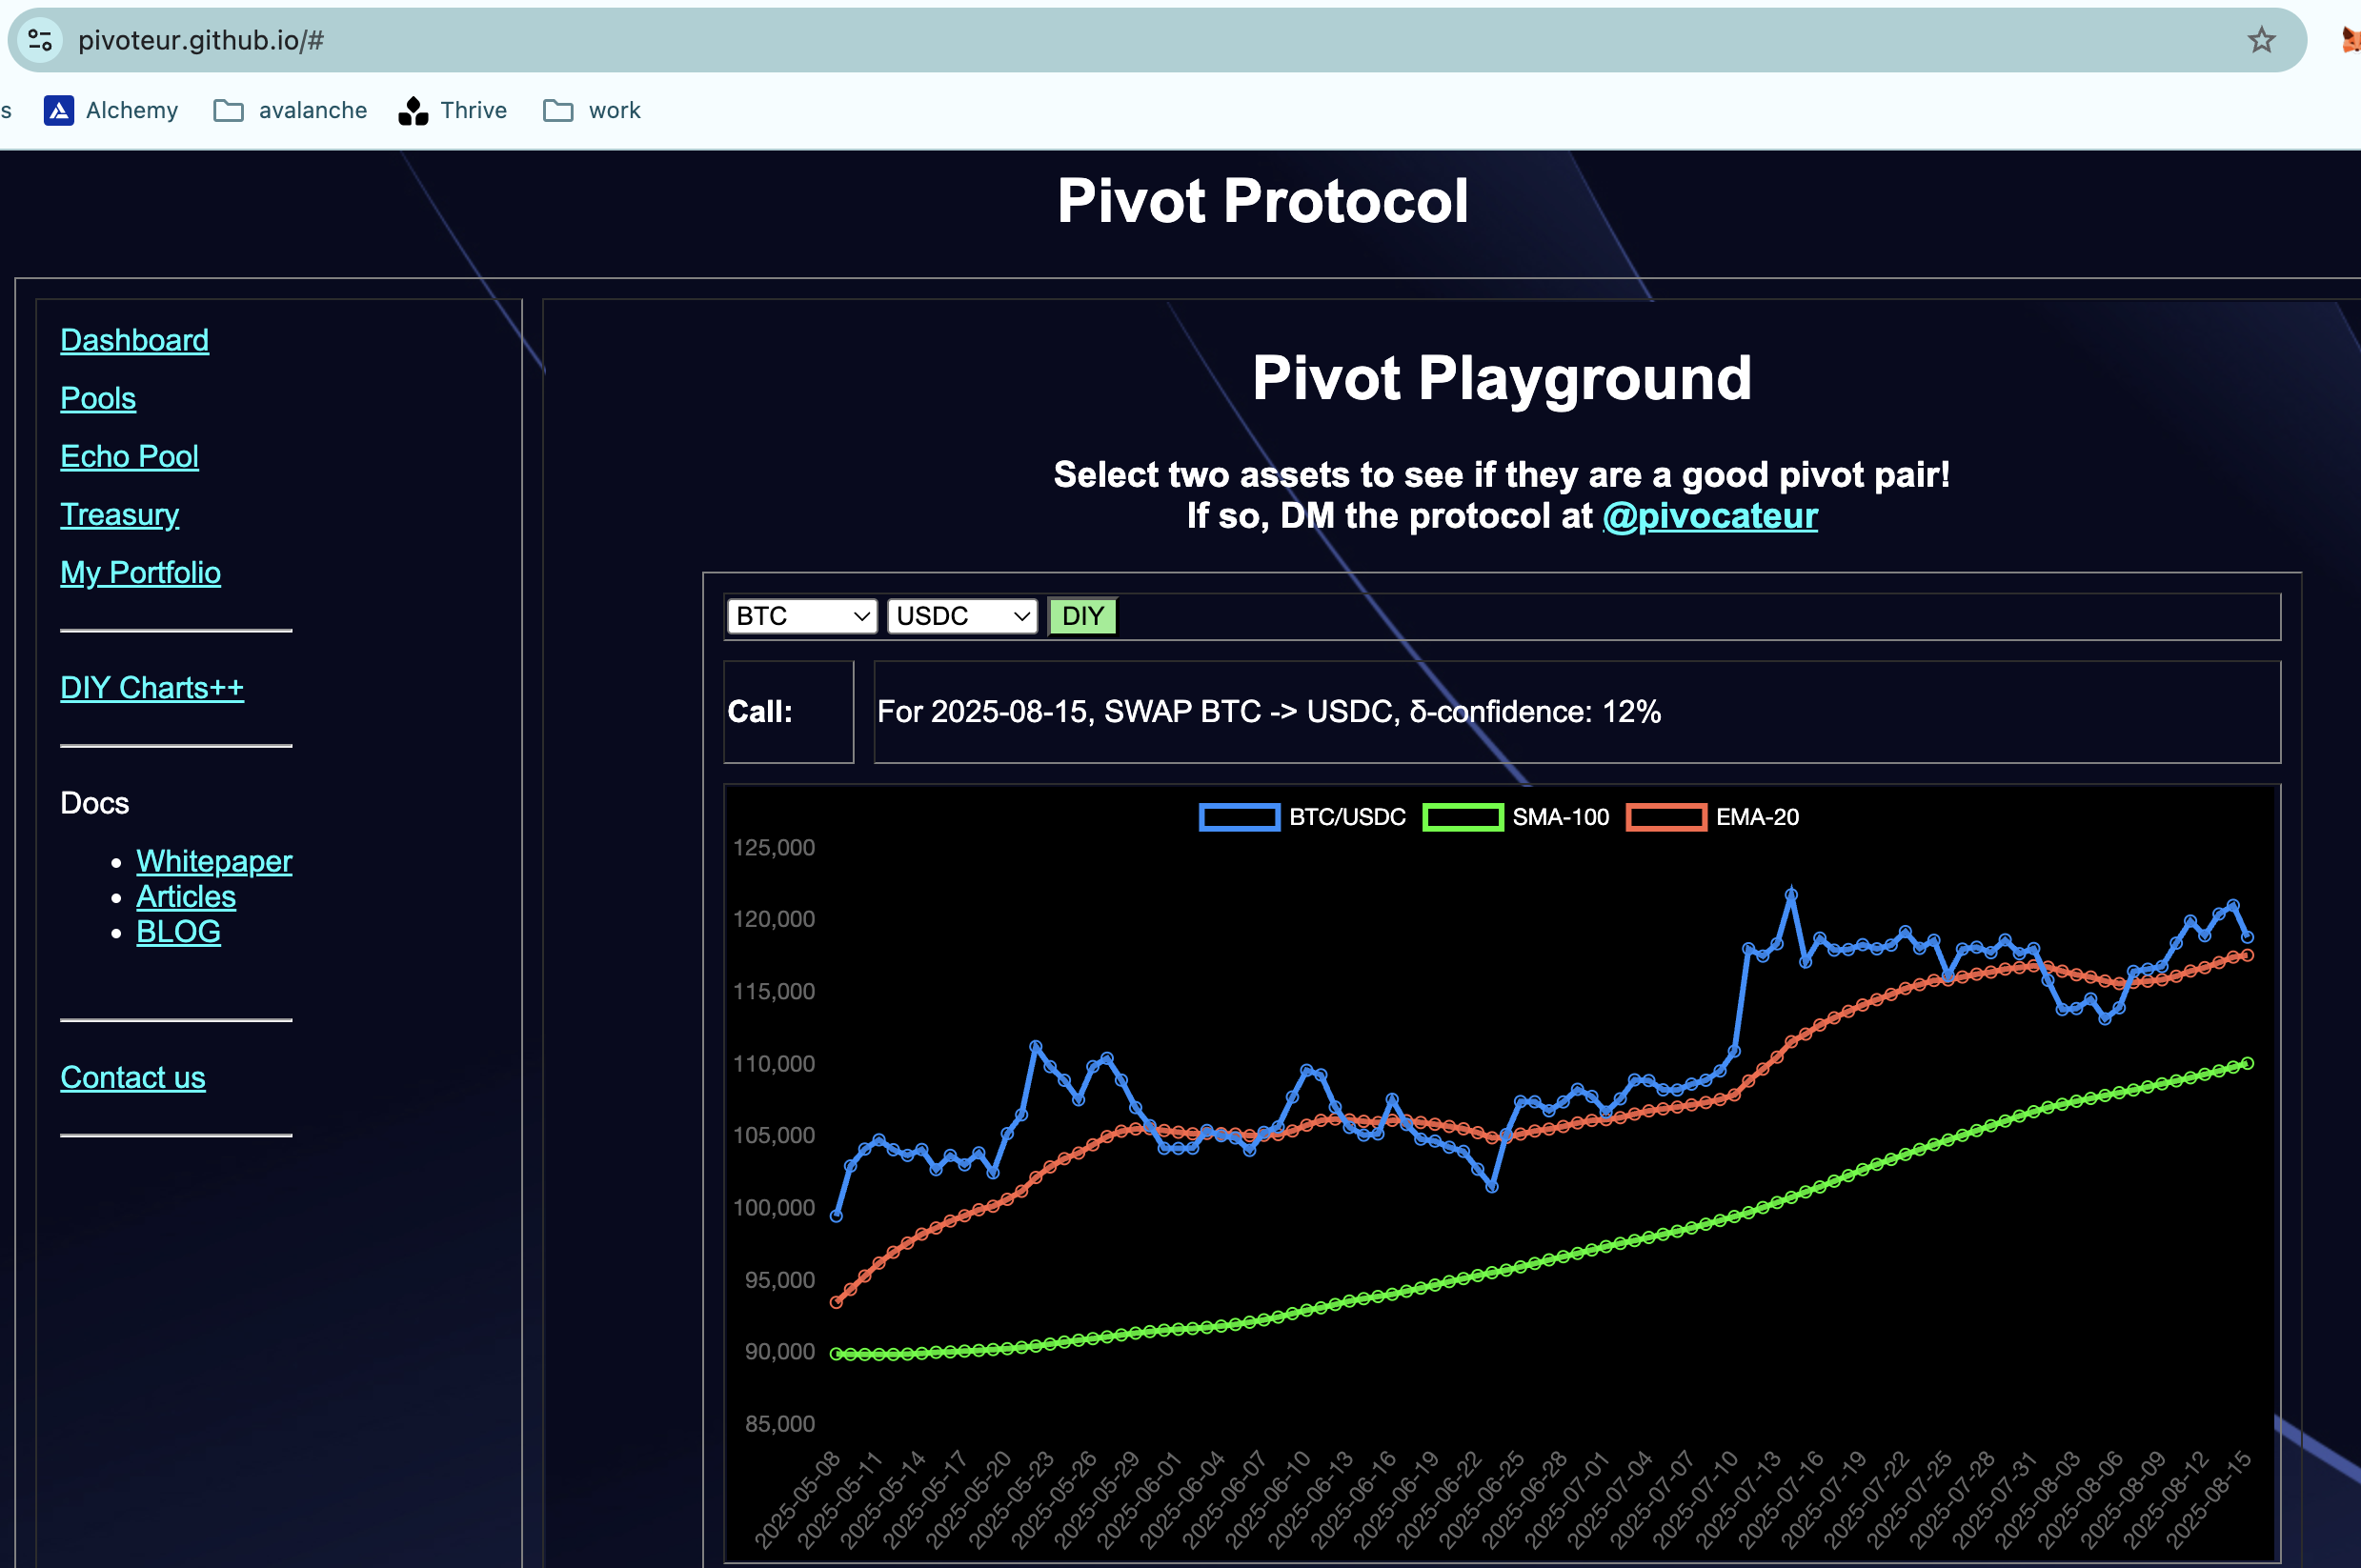 pivoteur.github.io/#
s Alchemy avalanche Thrive work
Pivot Protocol
Dashboard
Pools
Echo Pool
Treasury
My Portfolio
DIY Charts++
Docs
Whitepaper
Articles
BLOG
Contact us
Pivot Playground
Select two assets to see if they are a good pivot pair!
If so, DM the protocol at @pivocateur
BTC USDC DIY
Call: For 2025-08-15, SWAP BTC -> USDC, δ-confidence: 12%
BTC/USDC SMA-100 EMA-20
125,000
120,000
115,000
110,000
105,000
100,000
95,000
90,000
85,000
2025-05-08
2025-05-11
2025-05-14
2025-05-17
2025-05-20
2025-05-23
2025-05-26
2025-05-29
2025-06-01
2025-06-04
2025-06-07
2025-06-10
2025-06-13
2025-06-16
2025-06-19
2025-06-22
2025-06-25
2025-06-28
2025-07-01
2025-07-04
2025-07-07
2025-07-10
2025-07-13
2025-07-16
2025-07-19
2025-07-22
2025-07-25
2025-07-28
2025-07-31
2025-08-03
2025-08-06
2025-08-09
2025-08-12
2025-08-15